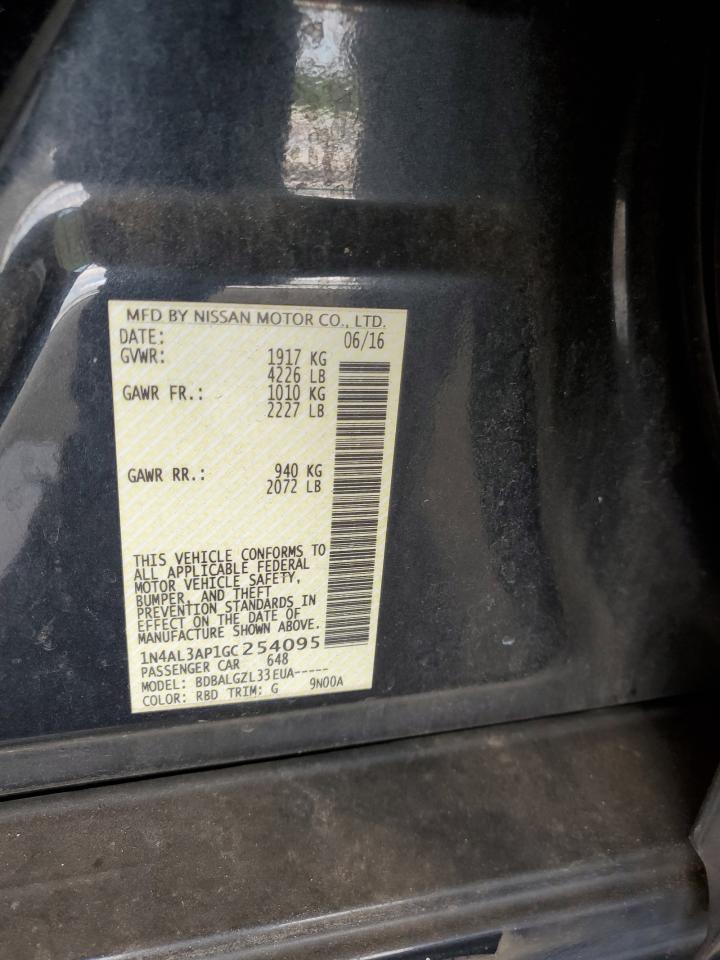 MFD BY NISSAN MOTOR CO., LTD.
DATE: 06/16
GVWR: 1917 KG
4226 LB
GAWR FR.: 1010 KG
2227 LB
GAWR RR.: 940 KG
2072 LB
THIS VEHICLE CONFORMS TO
ALL APPLICABLE FEDERAL
MOTOR VEHICLE SAFETY,
BUMPER, AND THEFT
PREVENTION STANDARDS IN
EFFECT ON THE DATE OF
MANUFACTURE SHOWN ABOVE.
1N4AL3AP1GC254095
PASSENGER CAR 648
MODEL: BDBALGZL33EUA-----
COLOR: RBD TRIM: G 9N00A